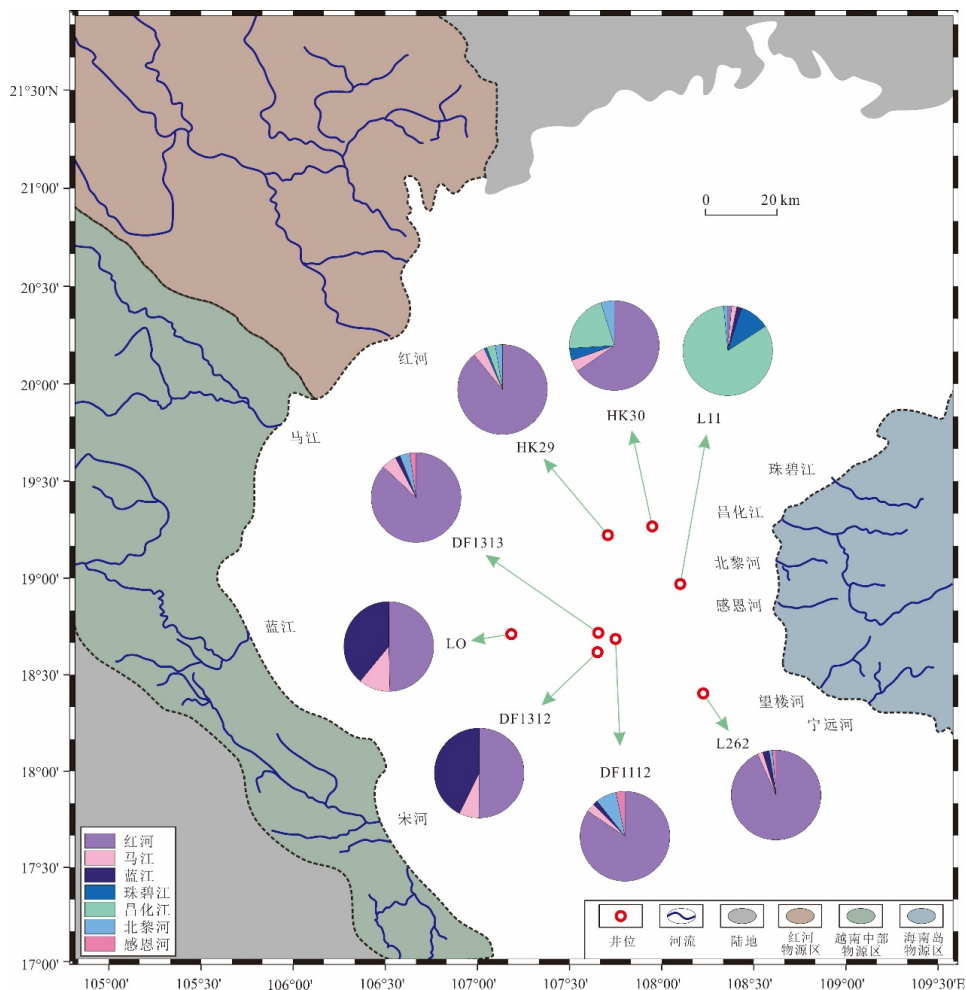 21°30′N
21°00′
20°30′
20°00′
19°30′
19°00′
18°30′
18°00′
17°30′
17°00′
0 20 km
红河
HK29
HK30
L11
马江
珠碧江
昌化江
北黎河
感恩河
DF1313
蓝江
LO
DF1312
望楼河
宁远河
L262
DF1112
宋河
红河
马江
蓝江
珠碧江
昌化江
北黎河
感恩河
井位
河流
陆地
红河
物源区
越南中部
物源区
海南岛
物源区
105°00′
105°30′
106°00′
106°30′
107°00′
107°30′
108°00′
108°30′
109°00′
109°30′E